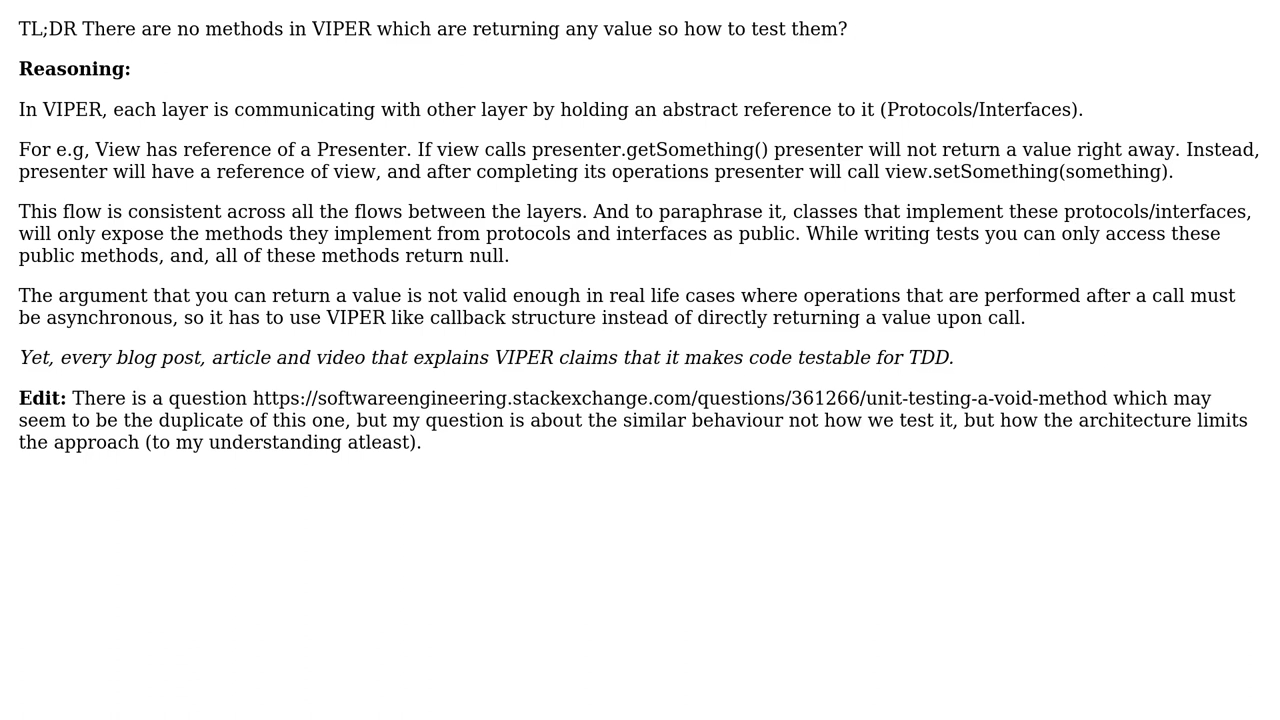 TL;DR There are no methods in VIPER which are returning any value so how to test them?
Reasoning:
In VIPER, each layer is communicating with other layer by holding an abstract reference to it (Protocols/Interfaces).
For e.g, View has reference of a Presenter. If view calls presenter.getSomething() presenter will not return a value right away. Instead,
presenter will have a reference of view, and after completing its operations presenter will call view.setSomething(something).
This flow is consistent across all the flows between the layers. And to paraphrase it, classes that implement these protocols/interfaces,
will only expose the methods they implement from protocols and interfaces as public. While writing tests you can only access these
public methods, and, all of these methods return null.
The argument that you can return a value is not valid enough in real life cases where operations that are performed after a call must
be asynchronous, so it has to use VIPER like callback structure instead of directly returning a value upon call.
Yet, every blog post, article and video that explains VIPER claims that it makes code testable for TDD.
Edit: There is a question https://softwareengineering.stackexchange.com/questions/361266/unit-testing-a-void-method which may
seem to be the duplicate of this one, but my question is about the similar behaviour not how we test it, but how the architecture limits
the approach (to my understanding atleast).